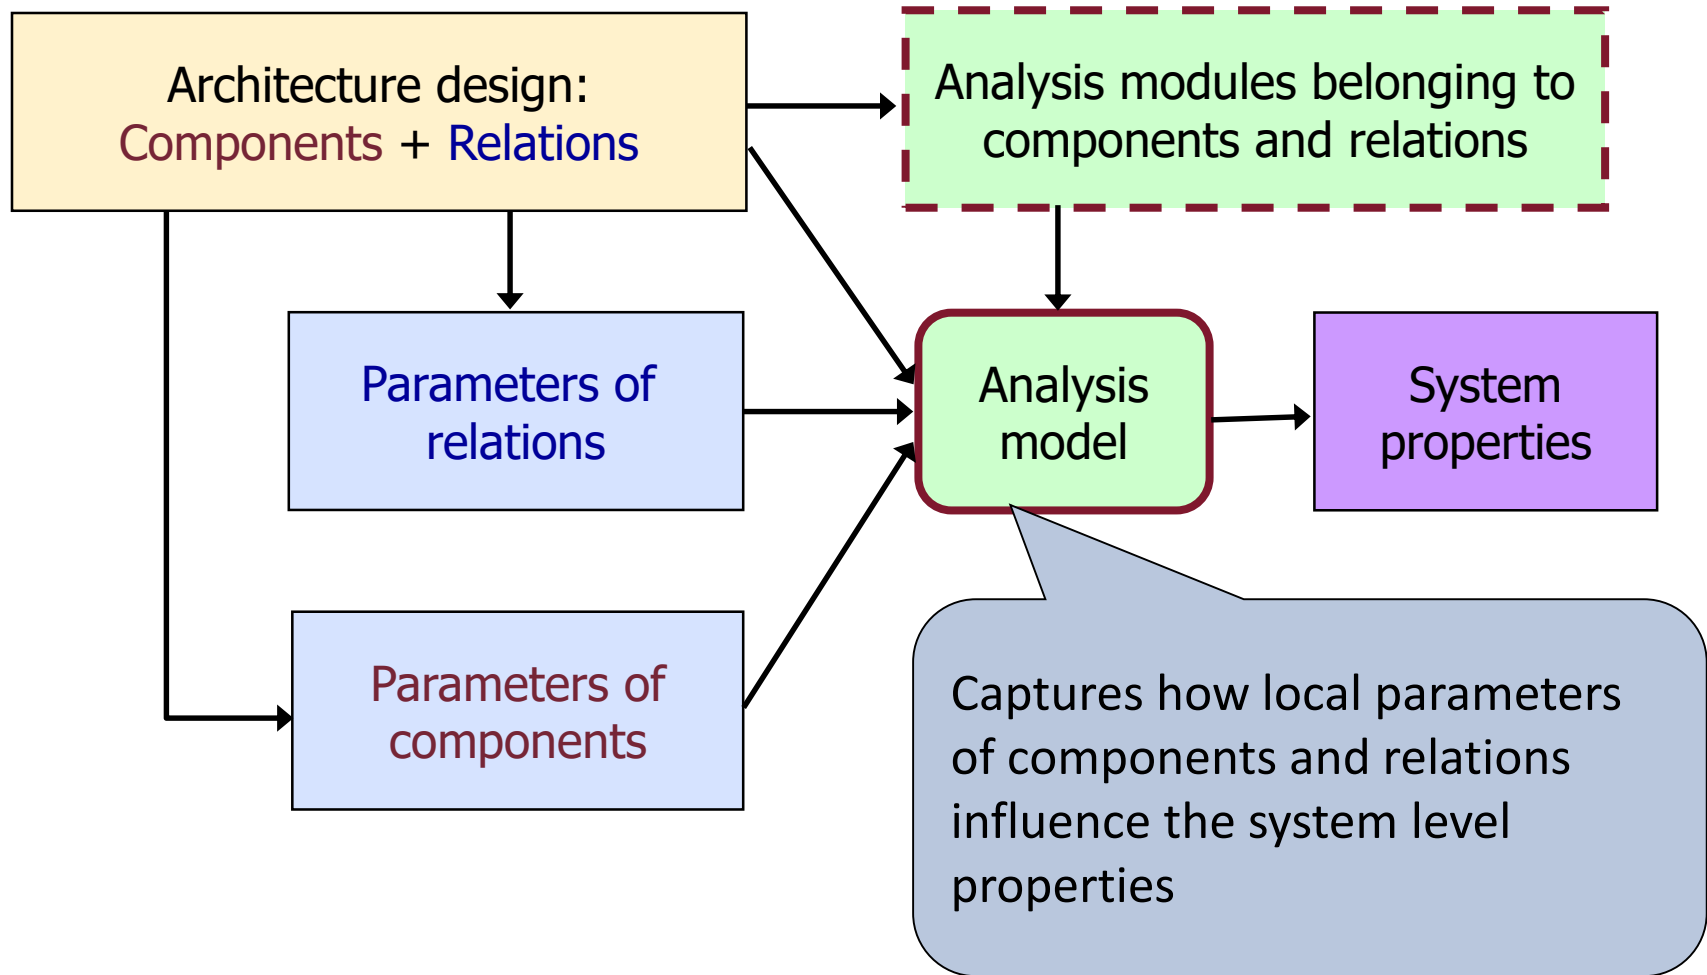 Architecture design:
Components + Relations
Analysis modules belonging to
components and relations
Parameters of
relations
Analysis
model
System
properties
Parameters of
components
Captures how local parameters
of components and relations
influence the system level
properties